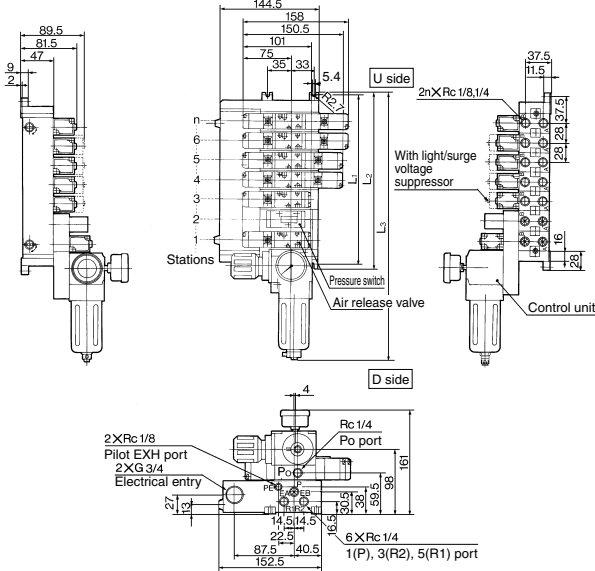 144.5
158
150.5
101
75
35
33
5.4
R2.7
U side
89.5
81.5
47
9
2
37.5
11.5
2n×Rc 1/8,1/4
37.5
28
28
With light/surge
voltage
suppressor
16
28
Control unit
n
6
5
4
3
2
1
Stations
L1
L2
L3
Pressure switch
Air release valve
D side
4
Rc 1/4
Po port
2×Rc 1/8
Pilot EXH port
2×G 3/4
Electrical entry
Po
P
PE
EA
EB
R1
R2
27
13
14.5
14.5
22.5
87.5
40.5
152.5
16.5
30.5
38
59.5
98
161
6×Rc 1/4
1(P), 3(R2), 5(R1) port